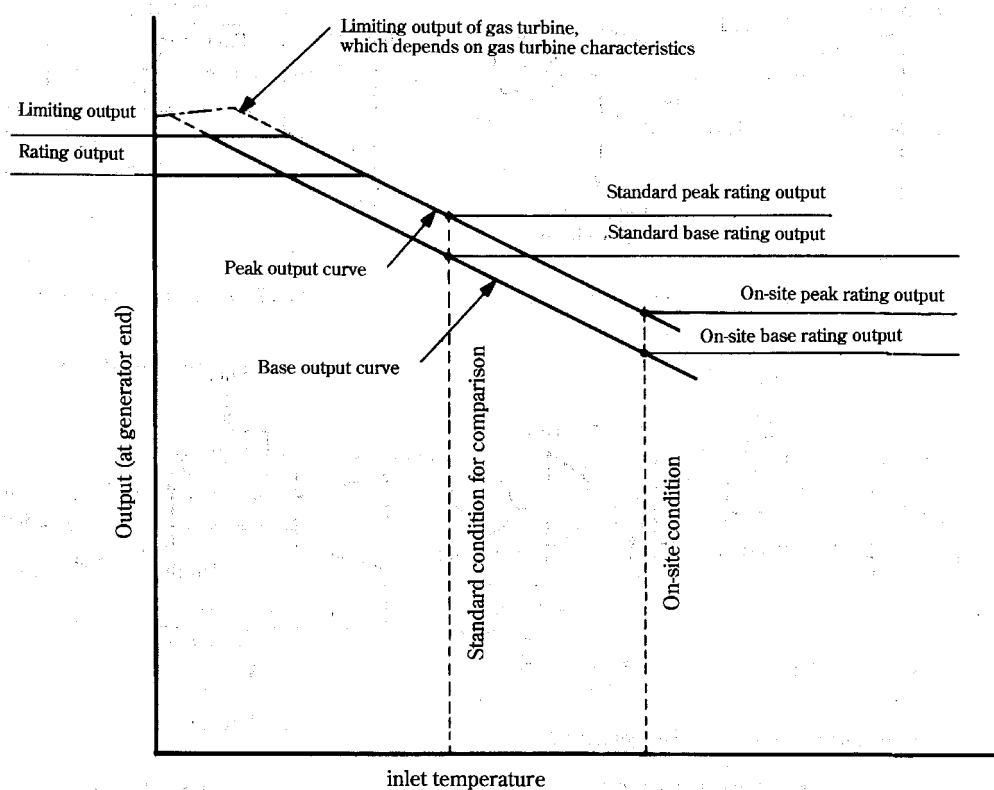 Limiting output of gas turbine,
which depends on gas turbine characteristics
Limiting output
Rating output
Standard peak rating output
Standard base rating output
Peak output curve
On-site peak rating output
On-site base rating output
Base output curve
Output (at generator end)
Standard condition for comparison
On-site condition
inlet temperature